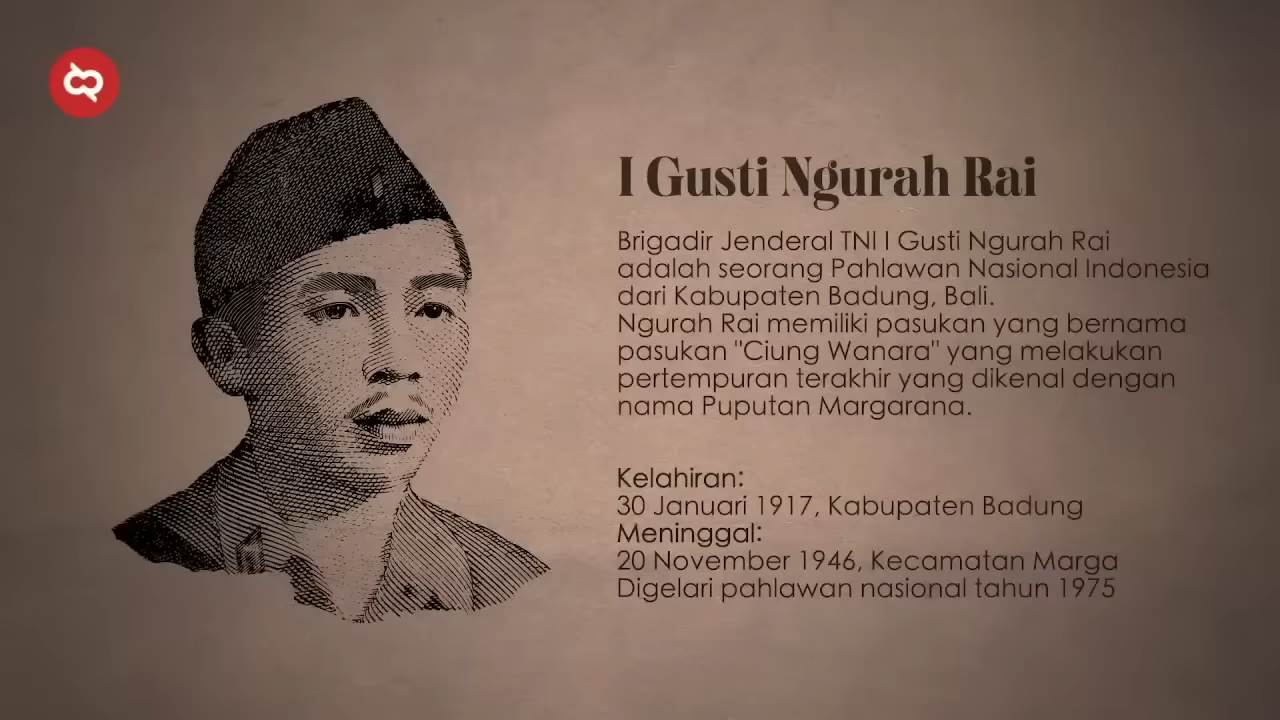 I Gusti Ngurah Rai
Brigadir Jenderal TNI I Gusti Ngurah Rai
adalah seorang Pahlawan Nasional Indonesia
dari Kabupaten Badung, Bali.
Ngurah Rai memiliki pasukan yang bernama
pasukan "Ciung Wanara" yang melakukan
pertempuran terakhir yang dikenal dengan
nama Puputan Margarana.
Kelahiran:
30 Januari 1917, Kabupaten Badung
Meninggal:
20 November 1946, Kecamatan Marga
Digelari pahlawan nasional tahun 1975